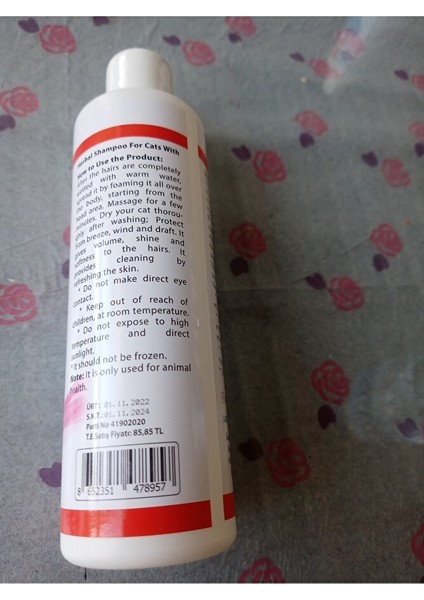 Herbal Shampoo For Cats With
How to Use the Product:
After the hairs are completely
wetted with warm water,
spread it by foaming it all over
the body, starting from the
head area. Massage for a few
minutes. Dry your cat thorou-
after washing; Protect
from breeze, wind and draft. It
gives volume, shine and
softness to the hairs. It
provides cleaning by
refreshing the skin.
* Do not make direct eye
contact.
* Keep out of reach of
children, at room temperature.
* Do not expose to high
temperature and direct
sunlight.
* It should not be frozen.
Note: It is only used for animal
health.
ÜRT: 01.11.2022
S.K.T: 01.11.2024
Parti No 41902020
T.E.Satış Fiyatı: 85,85 TL
8 652351 478957